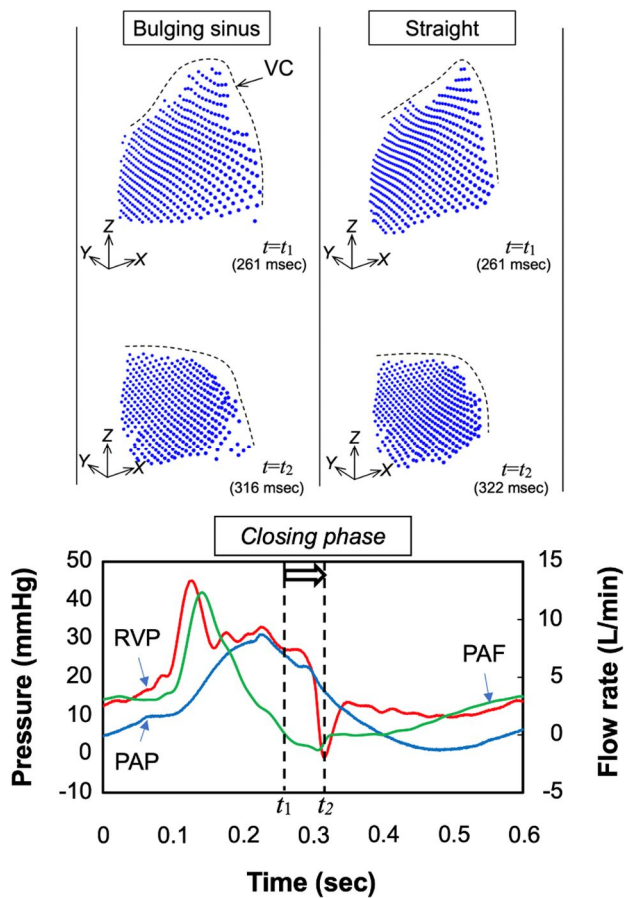 Bulging sinus
Straight
VC
Z
Y
X
t=t1
(261 msec)
Z
Y
X
t=t1
(261 msec)
Z
Y
X
t=t2
(316 msec)
Z
Y
X
t=t2
(322 msec)
Closing phase
Pressure (mmHg)
50
40
30
20
10
0
-10
RVP
PAP
PAF
15
10
5
0
-5
Flow rate (L/min)
t1
t2
0
0.1
0.2
0.3
0.4
0.5
0.6
Time (sec)